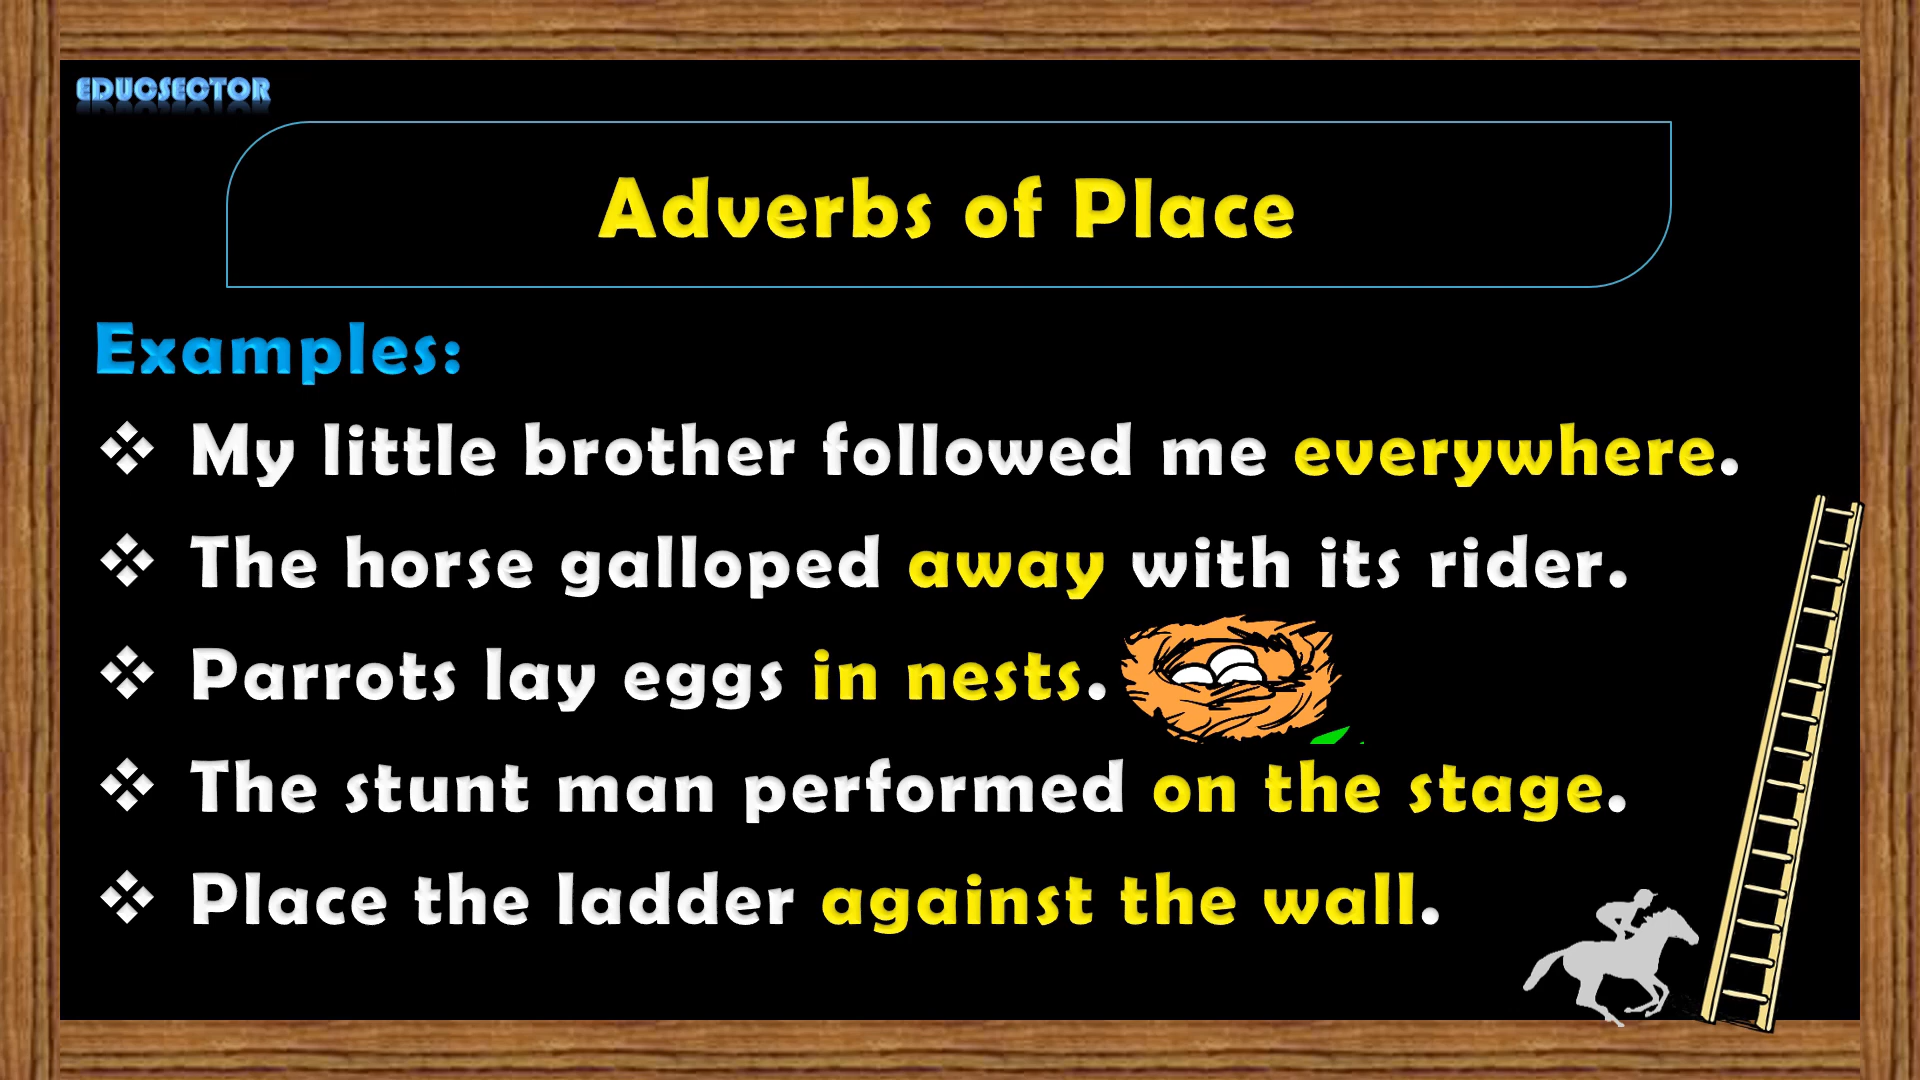 EDUCSECTOR
Adverbs of Place
Examples:
❖ My little brother followed me everywhere.
❖ The horse galloped away with its rider.
❖ Parrots lay eggs in nests.
❖ The stunt man performed on the stage.
❖ Place the ladder against the wall.